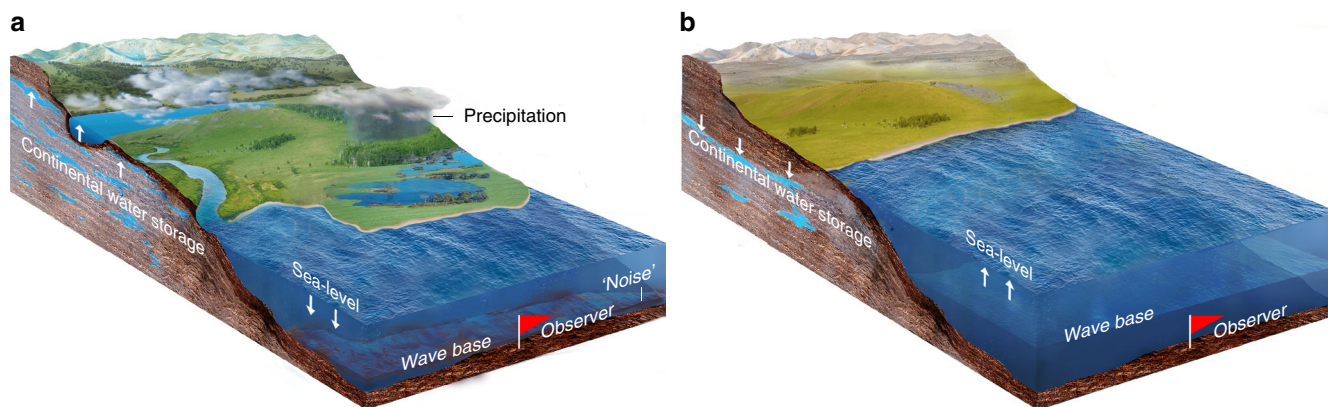 a
Precipitation
Continental water storage
Sea-level
'Noise'
Wave base
Observer
b
Continental water storage
Sea-level
Wave base
Observer